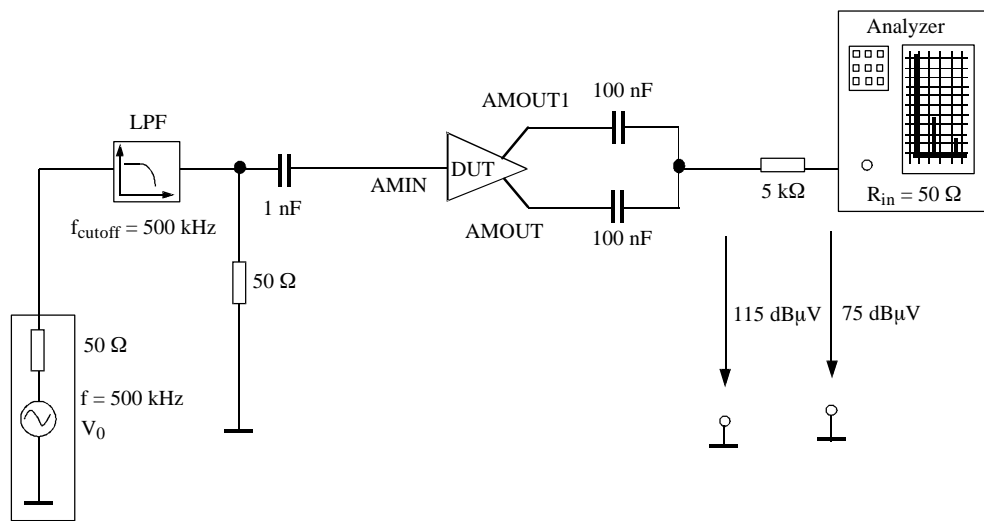 Analyzer
100 nF
AMOUT1
LPF
DUT
AMIN
5 kΩ
R_in = 50 Ω
1 nF
AMOUT
100 nF
f_cutoff = 500 kHz
50 Ω
115 dBµV
75 dBµV
50 Ω
f = 500 kHz
V_0